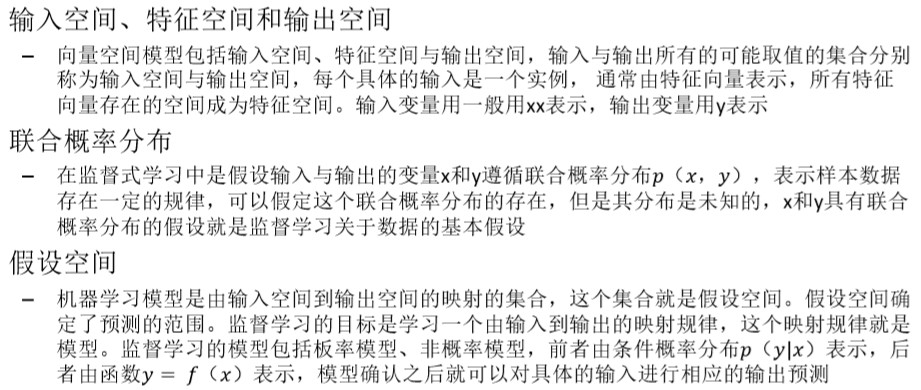 输入空间、特征空间和输出空间
– 向量空间模型包括输入空间、特征空间与输出空间，输入与输出所有的可能取值的集合分别
称为输入空间与输出空间，每个具体的输入是一个实例， 通常由特征向量表示，所有特征
向量存在的空间成为特征空间。输入变量用一般用xx表示，输出变量用y表示
联合概率分布
– 在监督式学习中是假设输入与输出的变量x和y遵循联合概率分布p（x，y），表示样本数据
存在一定的规律，可以假定这个联合概率分布的存在，但是其分布是未知的，x和y具有联合
概率分布的假设就是监督学习关于数据的基本假设
假设空间
– 机器学习模型是由输入空间到输出空间的映射的集合，这个集合就是假设空间。假设空间确
定了预测的范围。监督学习的目标是学习一个由输入到输出的映射规律，这个映射规律就是
模型。监督学习的模型包括板率模型、非概率模型，前者由条件概率分布p（y|x）表示，后
者由函数y = f（x）表示，模型确认之后就可以对具体的输入进行相应的输出预测